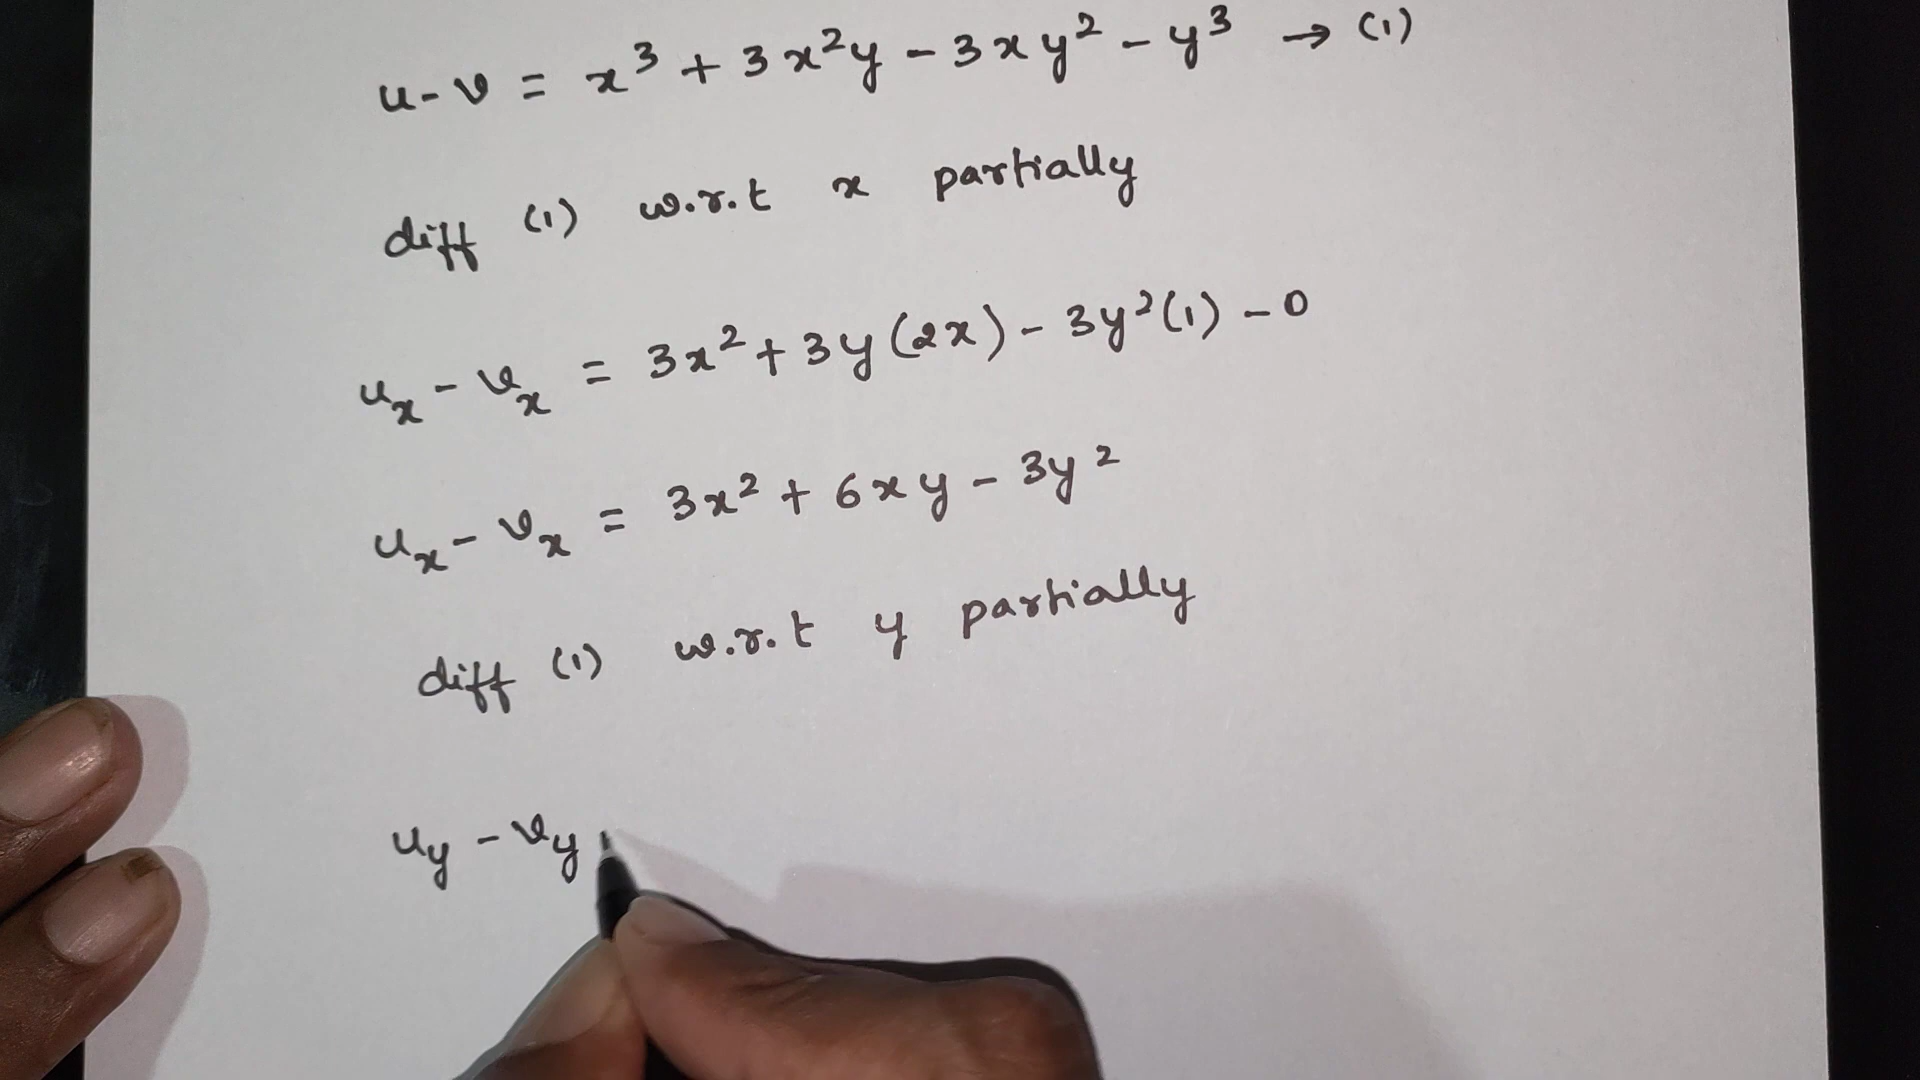 u-v = x³ + 3x²y - 3xy² - y³ → (1)
diff (1) w.r.t x partially
uₓ - vₓ = 3x² + 3y(2x) - 3y²(1) - 0
uₓ - vₓ = 3x² + 6xy - 3y²
diff (1) w.r.t y partially
u_y - v_y